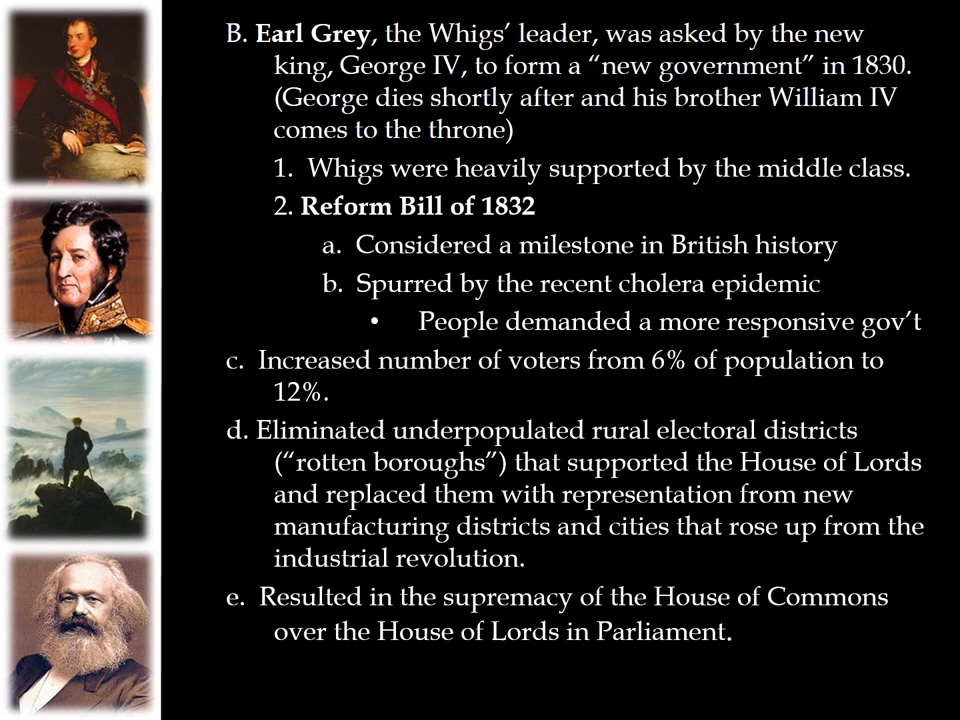 B. Earl Grey, the Whigs’ leader, was asked by the new
king, George IV, to form a “new government” in 1830.
(George dies shortly after and his brother William IV
comes to the throne)
1. Whigs were heavily supported by the middle class.
2. Reform Bill of 1832
a. Considered a milestone in British history
b. Spurred by the recent cholera epidemic
• People demanded a more responsive gov’t
c. Increased number of voters from 6% of population to
12%.
d. Eliminated underpopulated rural electoral districts
(“rotten boroughs”) that supported the House of Lords
and replaced them with representation from new
manufacturing districts and cities that rose up from the
industrial revolution.
e. Resulted in the supremacy of the House of Commons
over the House of Lords in Parliament.